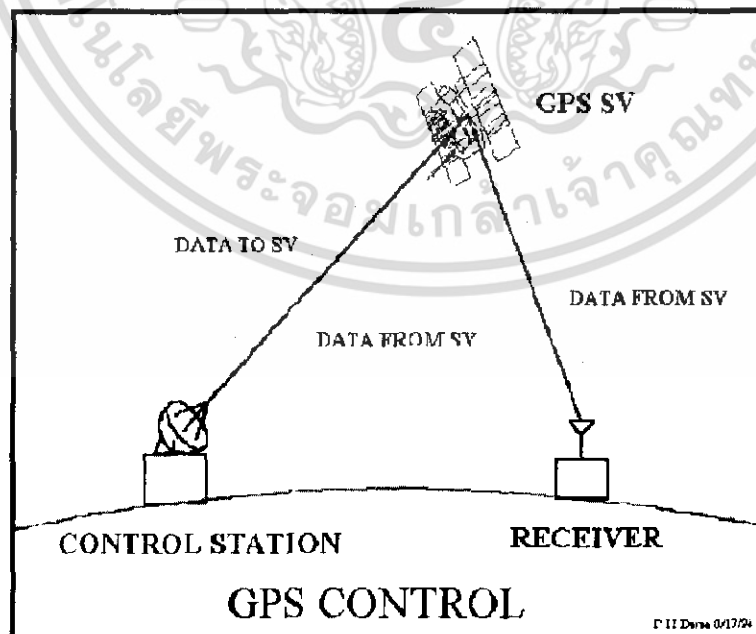 GPS SV
DATA TO SV
DATA FROM SV
DATA FROM SV
CONTROL STATION
RECEIVER
GPS CONTROL